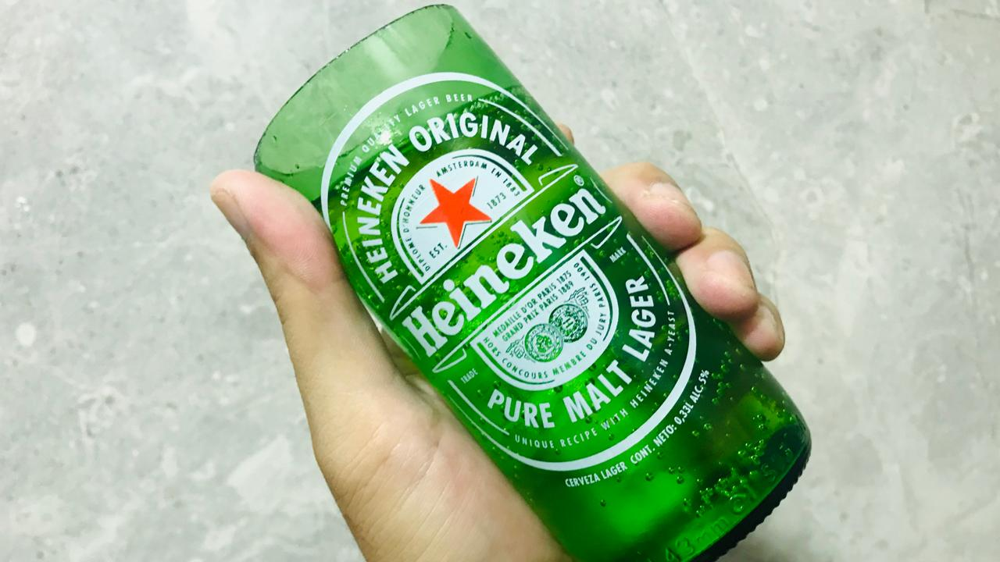 PREMIUM QUALITY LAGER BEER
HEINEKEN ORIGINAL
DIPLOME D'HONNEUR AMSTERDAM EN 1883
EST. 1873
Heineken®
TRADE MARK
MEDAILLE D'OR PARIS 1875
GRAND PRIX PARIS 1889
HORS CONCOURS MEMBRE DU JURY PARIS 1900
PURE MALT LAGER
UNIQUE RECIPE WITH HEINEKEN A-YEAST
CERVEZA LAGER CONT. NETO: 0,33L ALC.5%
43mm